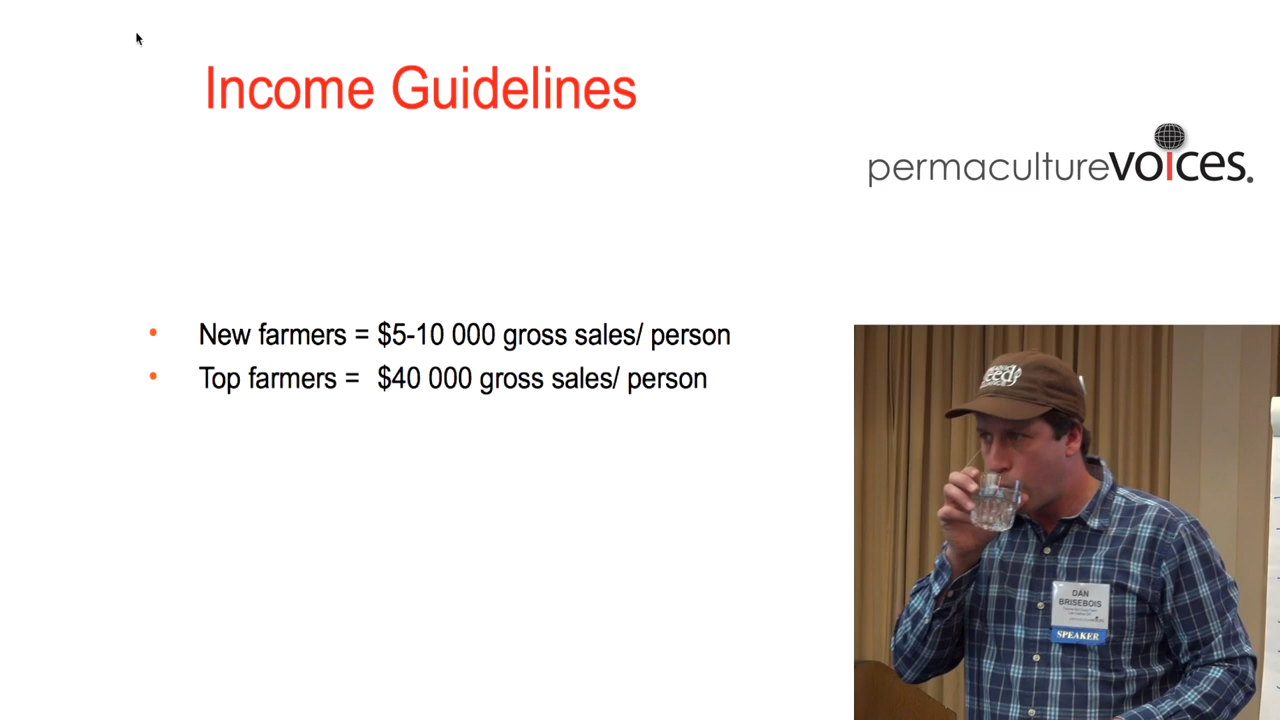 Income Guidelines
permaculturevoices.
• New farmers = $5-10 000 gross sales/ person
• Top farmers = $40 000 gross sales/ person
DAN
BRISEBOIS
SPEAKER